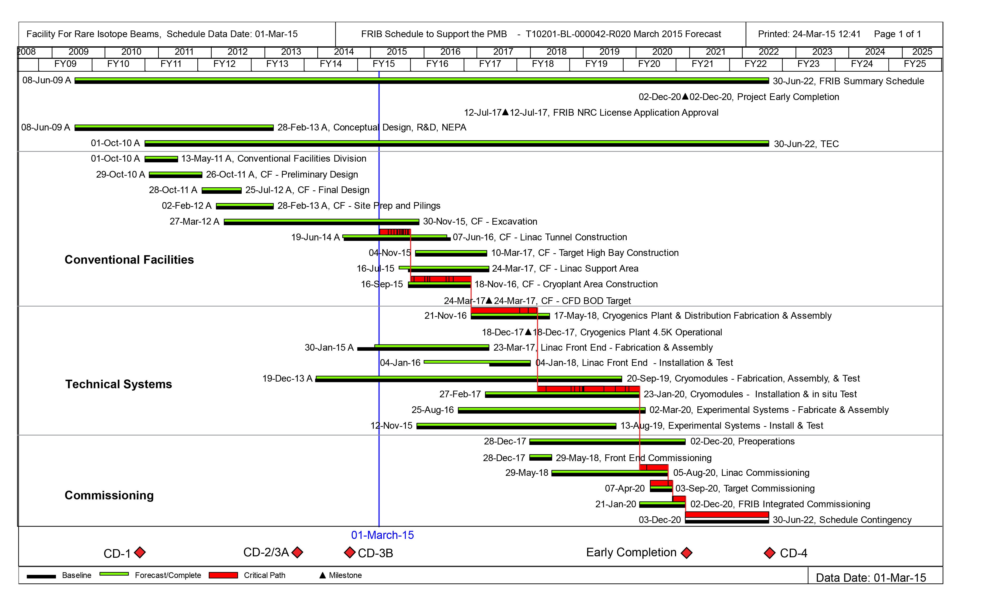 Facility For Rare Isotope Beams, Schedule Data Date: 01-Mar-15 FRIB Schedule to Support the PMB - T10201-BL-000042-R020 March 2015 Forecast Printed: 24-Mar-15 12:41 Page 1 of 1
2008 2009 2010 2011 2012 2013 2014 2015 2016 2017 2018 2019 2020 2021 2022 2023 2024 2025
FY09 FY10 FY11 FY12 FY13 FY14 FY15 FY16 FY17 FY18 FY19 FY20 FY21 FY22 FY23 FY24 FY25
08-Jun-09 A 30-Jun-22, FRIB Summary Schedule
02-Dec-20 02-Dec-20, Project Early Completion
12-Jul-17 12-Jul-17, FRIB NRC License Application Approval
08-Jun-09 A 28-Feb-13 A, Conceptual Design, R&D, NEPA
01-Oct-10 A 30-Jun-22, TEC
01-Oct-10 A 13-May-11 A, Conventional Facilities Division
29-Oct-10 A 26-Oct-11 A, CF - Preliminary Design
28-Oct-11 A 25-Jul-12 A, CF - Final Design
02-Feb-12 A 28-Feb-13 A, CF - Site Prep and Pilings
27-Mar-12 A 30-Nov-15, CF - Excavation
19-Jun-14 A 07-Jun-16, CF - Linac Tunnel Construction
04-Nov-15 10-Mar-17, CF - Target High Bay Construction
Conventional Facilities
16-Jul-15 24-Mar-17, CF - Linac Support Area
16-Sep-15 18-Nov-16, CF - Cryoplant Area Construction
24-Mar-17 24-Mar-17, CF - CFD BOD Target
21-Nov-16 17-May-18, Cryogenics Plant & Distribution Fabrication & Assembly
18-Dec-17 18-Dec-17, Cryogenics Plant 4.5K Operational
30-Jan-15 A 23-Mar-17, Linac Front End - Fabrication & Assembly
04-Jan-16 04-Jan-18, Linac Front End - Installation & Test
19-Dec-13 A 20-Sep-19, Cryomodules - Fabrication, Assembly, & Test
Technical Systems
27-Feb-17 23-Jan-20, Cryomodules - Installation & in situ Test
25-Aug-16 02-Mar-20, Experimental Systems - Fabricate & Assembly
12-Nov-15 13-Aug-19, Experimental Systems - Install & Test
28-Dec-17 02-Dec-20, Preoperations
28-Dec-17 29-May-18, Front End Commissioning
29-May-18 05-Aug-20, Linac Commissioning
07-Apr-20 03-Sep-20, Target Commissioning
Commissioning
21-Jan-20 02-Dec-20, FRIB Integrated Commissioning
03-Dec-20 30-Jun-22, Schedule Contingency
01-March-15
CD-1 CD-2/3A CD-3B Early Completion CD-4
Baseline Forecast/Complete Critical Path Milestone Data Date: 01-Mar-15